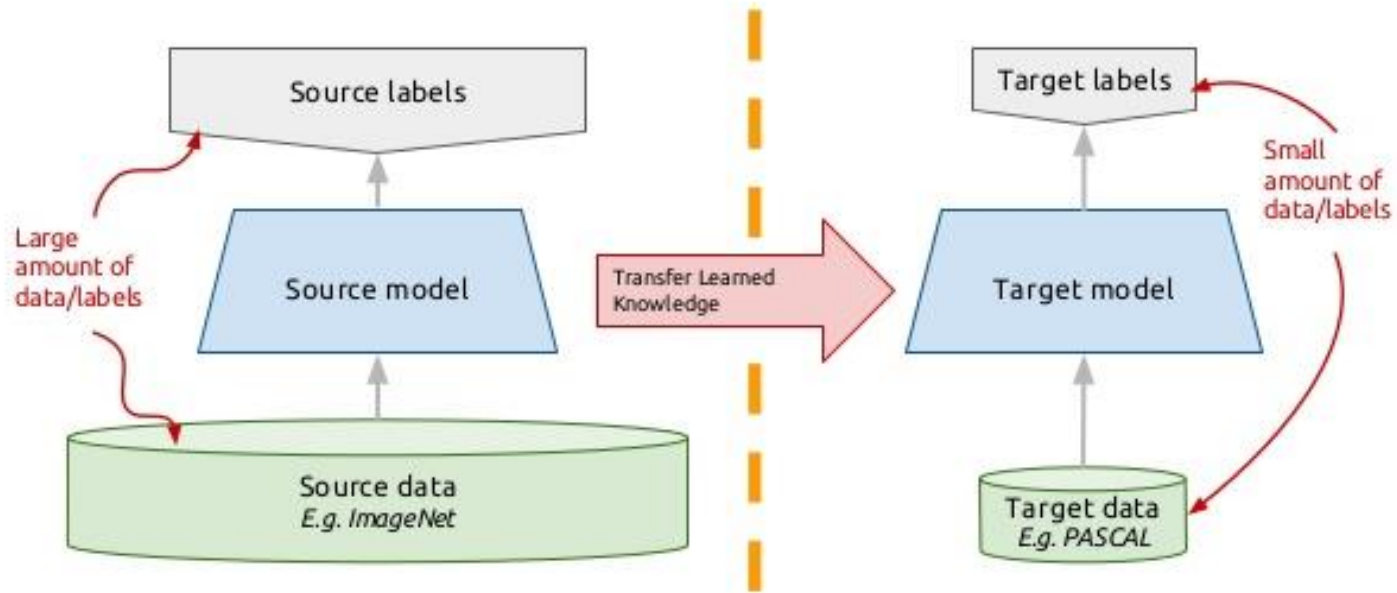 Source labels
Large
amount of
data/labels
Source model
Source data
E.g. ImageNet
Transfer Learned
Knowledge
Target labels
Small
amount of
data/labels
Target model
Target data
E.g. PASCAL